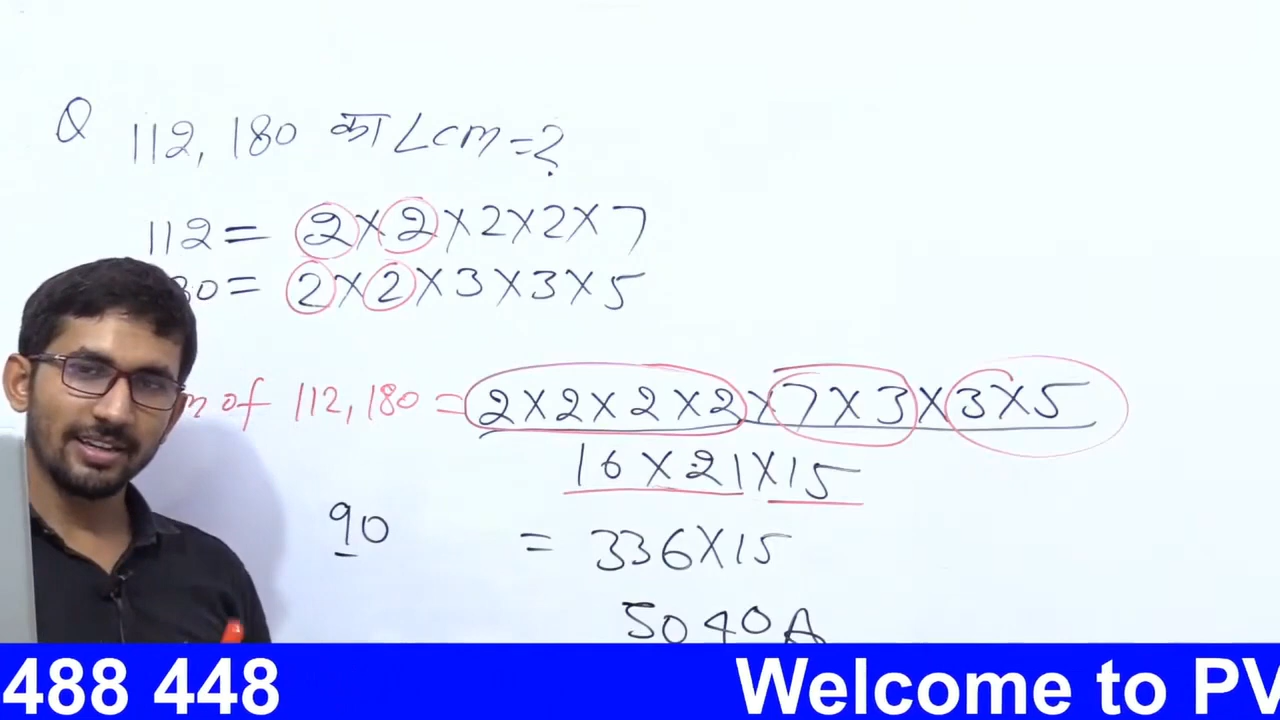 Q 112, 180 का Lcm = ?
112 = 2 × 2 × 2 × 2 × 7
80 = 2 × 2 × 3 × 3 × 5
of 112, 180 = 2 × 2 × 2 × 2 × 7 × 3 × 3 × 5
16 × 21 × 15
90
= 336 × 15
5040 A
488 448 Welcome to PV